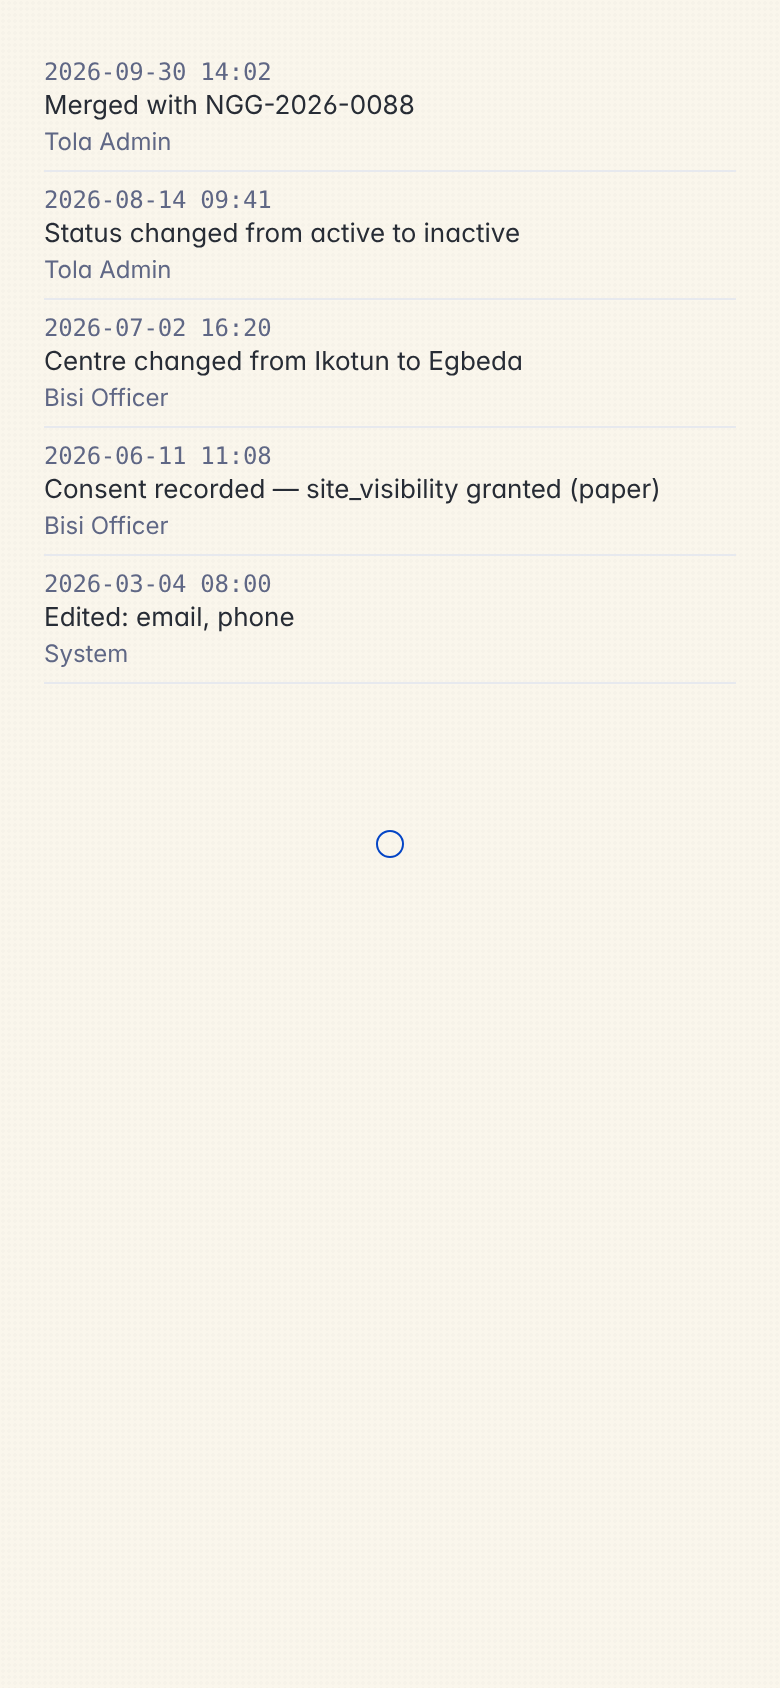 2026-09-30 14:02
Merged with NGG-2026-0088
Tola Admin
2026-08-14 09:41
Status changed from active to inactive
Tola Admin
2026-07-02 16:20
Centre changed from Ikotun to Egbeda
Bisi Officer
2026-06-11 11:08
Consent recorded — site_visibility granted (paper)
Bisi Officer
2026-03-04 08:00
Edited: email, phone
System